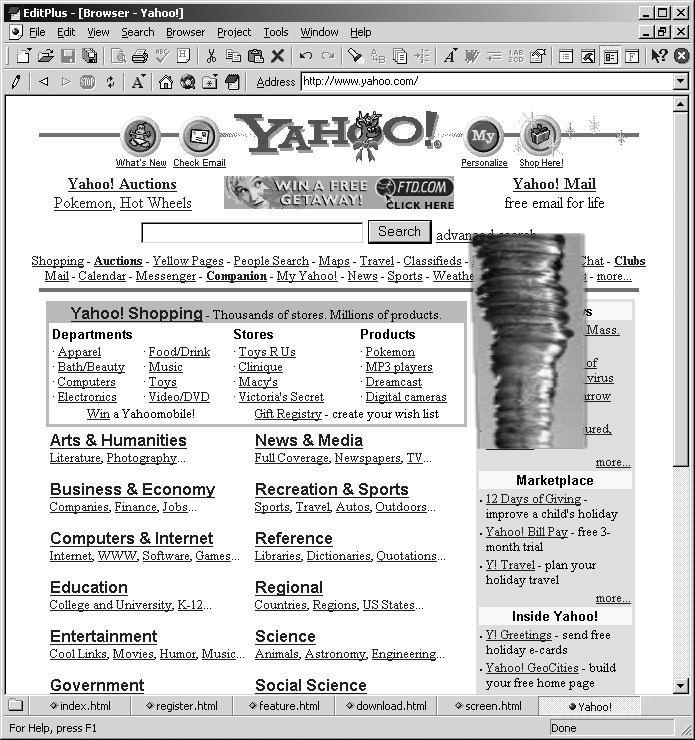 EditPlus - [Browser - Yahoo!]
File Edit View Search Browser Project Tools Window Help
Address http://www.yahoo.com/
YAHOO!
What's New Check Email My Personalize Shop Here!
Yahoo! Auctions
Pokemon, Hot Wheels
WIN A FREE GETAWAY! FTD.COM CLICK HERE
Yahoo! Mail
free email for life
Search advanced search
Shopping - Auctions - Yellow Pages - People Search - Maps - Travel - Classifieds - Chat - Clubs
Mail - Calendar - Messenger - Companion - My Yahoo! - News - Sports - Weathe - more...
Yahoo! Shopping - Thousands of stores. Millions of products.
Departments Stores Products
· Apparel · Food/Drink · Toys R Us · Pokemon
· Bath/Beauty · Music · Clinique · MP3 players
· Computers · Toys · Macy's · Dreamcast
· Electronics · Video/DVD · Victoria's Secret · Digital cameras
Win a Yahoomobile! Gift Registry - create your wish list
Mass.
of
virus
more...
Arts & Humanities
Literature, Photography...
News & Media
Full Coverage, Newspapers, TV...
Business & Economy
Companies, Finance, Jobs...
Recreation & Sports
Sports, Travel, Autos, Outdoors...
Computers & Internet
Internet, WWW, Software, Games...
Reference
Libraries, Dictionaries, Quotations...
Education
College and University, K-12...
Regional
Countries, Regions, US States...
Entertainment
Cool Links, Movies, Humor, Music...
Science
Animals, Astronomy, Engineering...
Government
Social Science
Marketplace
· 12 Days of Giving -
improve a child's holiday
· Yahoo! Bill Pay - free 3-
month trial
· Y! Travel - plan your
holiday travel
more...
Inside Yahoo!
· Y! Greetings - send free
holiday e-cards
· Yahoo! GeoCities - build
your free home page
index.html register.html feature.html download.html screen.html Yahoo!
For Help, press F1 Done